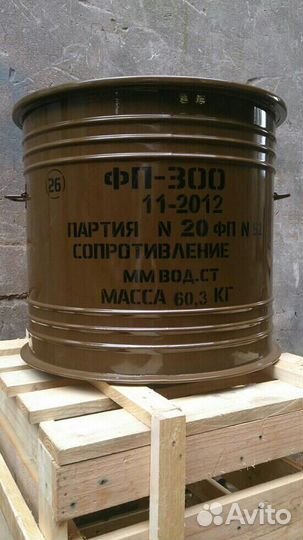 26
ФП-300
11-2012
ПАРТИЯ N 20 ФП N
СОПРОТИВЛЕНИЕ
ММ ВОД.СТ
МАССА 60,3 КГ
Avito